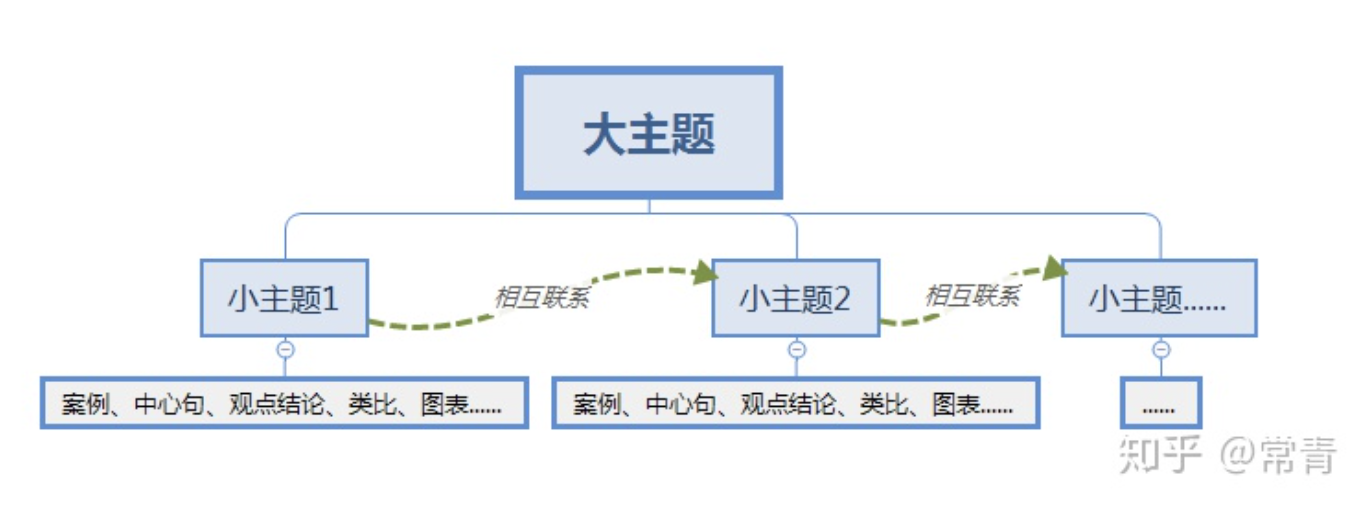 大主题
小主题1
相互联系
小主题2
相互联系
小主题……
案例、中心句、观点结论、类比、图表……
案例、中心句、观点结论、类比、图表……
……
知乎 @常青